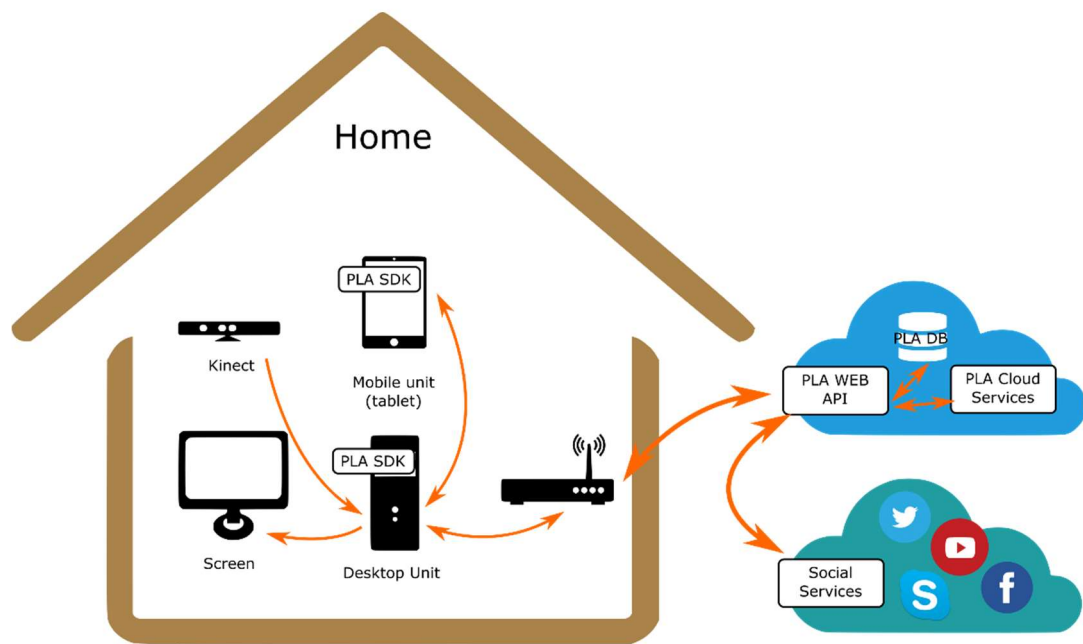 Home
PLA SDK
Kinect
Mobile unit
(tablet)
PLA SDK
Screen
Desktop Unit
PLA DB
PLA WEB
API
PLA Cloud
Services
Social
Services
S
f